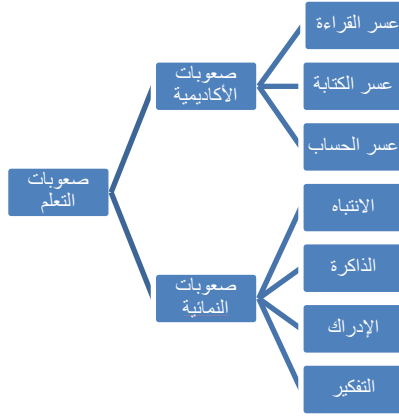 صعوبات
التعلم
صعوبات
الأكاديمية
عسر القراءة
عسر الكتابة
عسر الحساب
صعوبات
النمائية
الانتباه
الذاكرة
الإدراك
التفكير